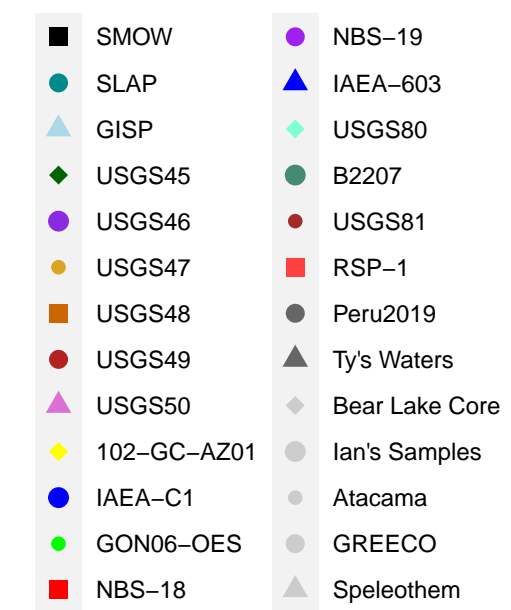 SMOW
SLAP
GISP
USGS45
USGS46
USGS47
USGS48
USGS49
USGS50
102−GC−AZ01
IAEA−C1
GON06−OES
NBS−18
NBS−19
IAEA−603
USGS80
B2207
USGS81
RSP−1
Peru2019
Ty's Waters
Bear Lake Core
Ian's Samples
Atacama
GREECO
Speleothem